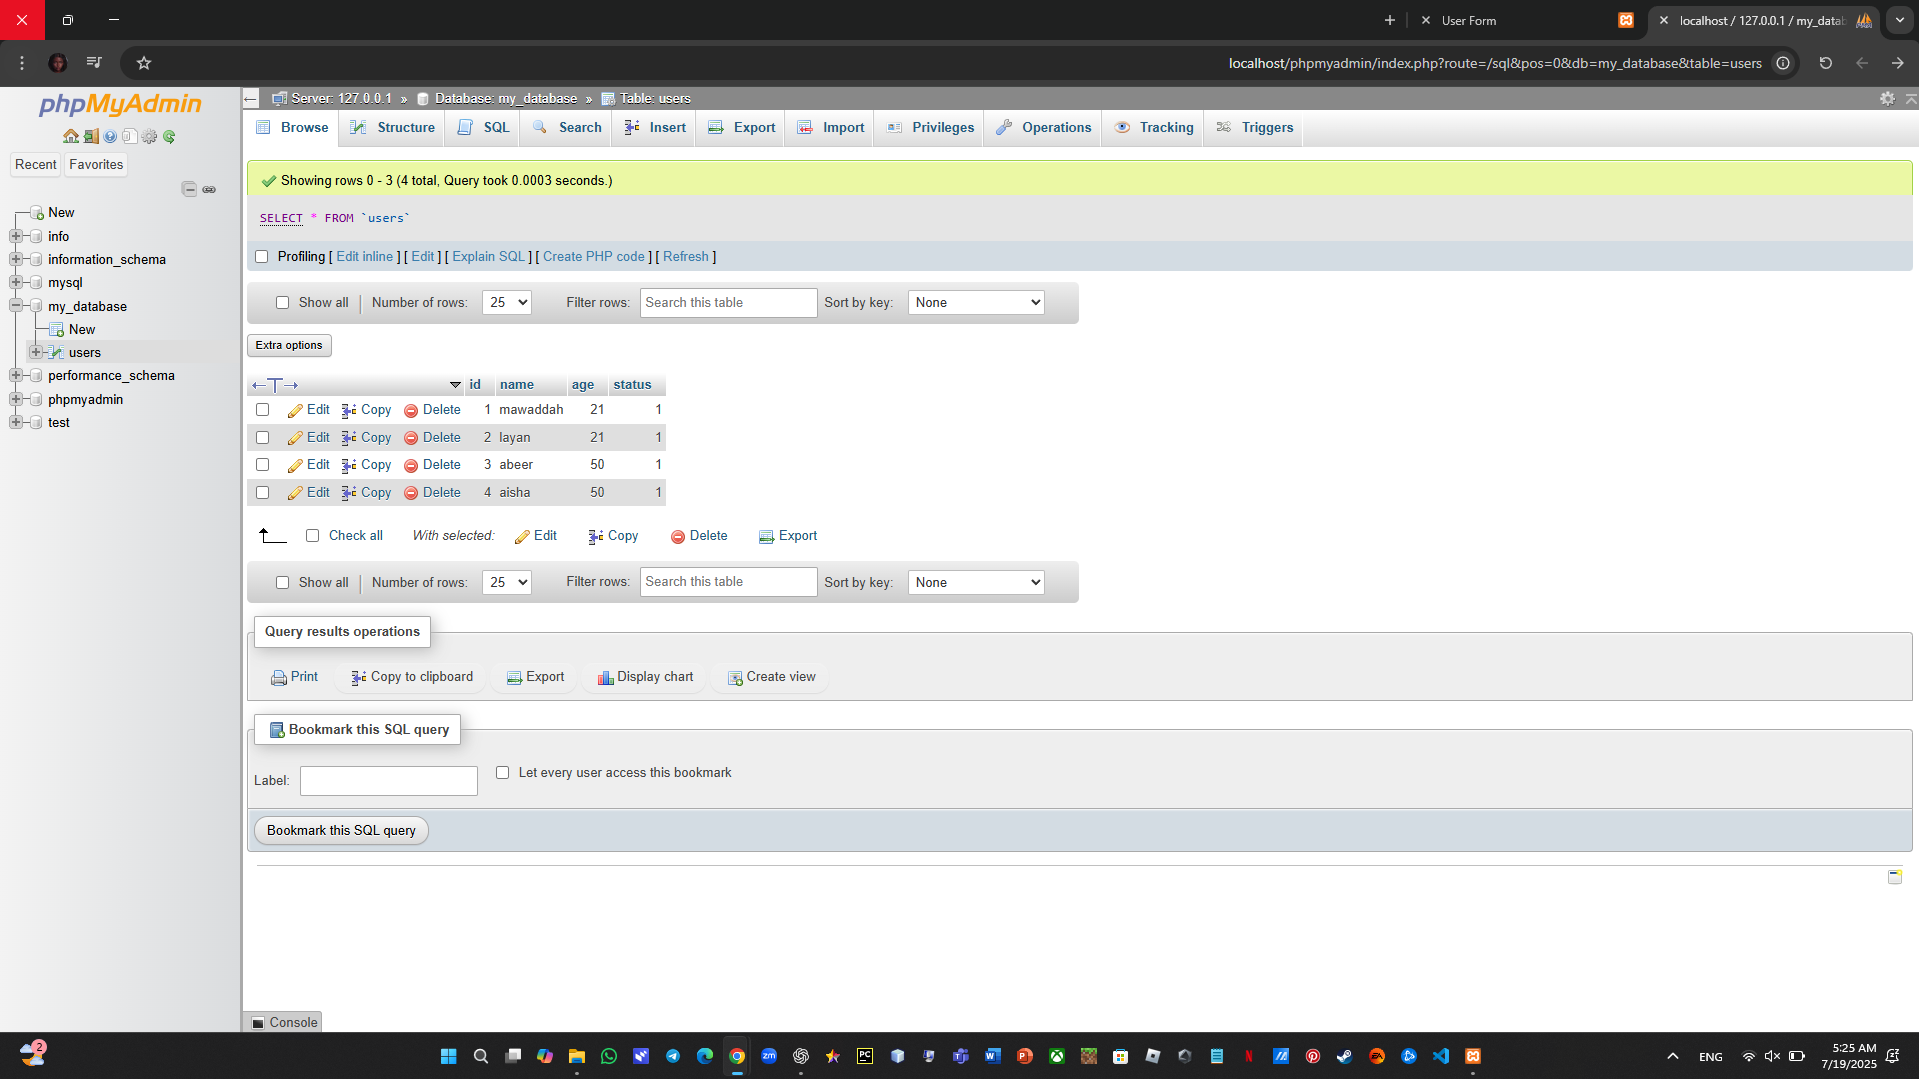 User Form
localhost / 127.0.0.1 / my_datab
localhost/phpmyadmin/index.php?route=/sql&pos=0&db=my_database&table=users
phpMyAdmin
Recent
Favorites
New
info
information_schema
mysql
my_database
New
users
performance_schema
phpmyadmin
test
Server: 127.0.0.1 » Database: my_database » Table: users
Browse Structure SQL Search Insert Export Import Privileges Operations Tracking Triggers
Showing rows 0 - 3 (4 total, Query took 0.0003 seconds.)
SELECT * FROM `users`
Profiling [ Edit inline ] [ Edit ] [ Explain SQL ] [ Create PHP code ] [ Refresh ]
Show all Number of rows: 25 Filter rows: Search this table Sort by key: None
Extra options
id name age status
Edit Copy Delete 1 mawaddah 21 1
Edit Copy Delete 2 layan 21 1
Edit Copy Delete 3 abeer 50 1
Edit Copy Delete 4 aisha 50 1
Check all With selected: Edit Copy Delete Export
Show all Number of rows: 25 Filter rows: Search this table Sort by key: None
Query results operations
Print Copy to clipboard Export Display chart Create view
Bookmark this SQL query
Label: Let every user access this bookmark
Bookmark this SQL query
Console
2
zm
PC
W
P
N
EA
ENG
5:25 AM
7/19/2025